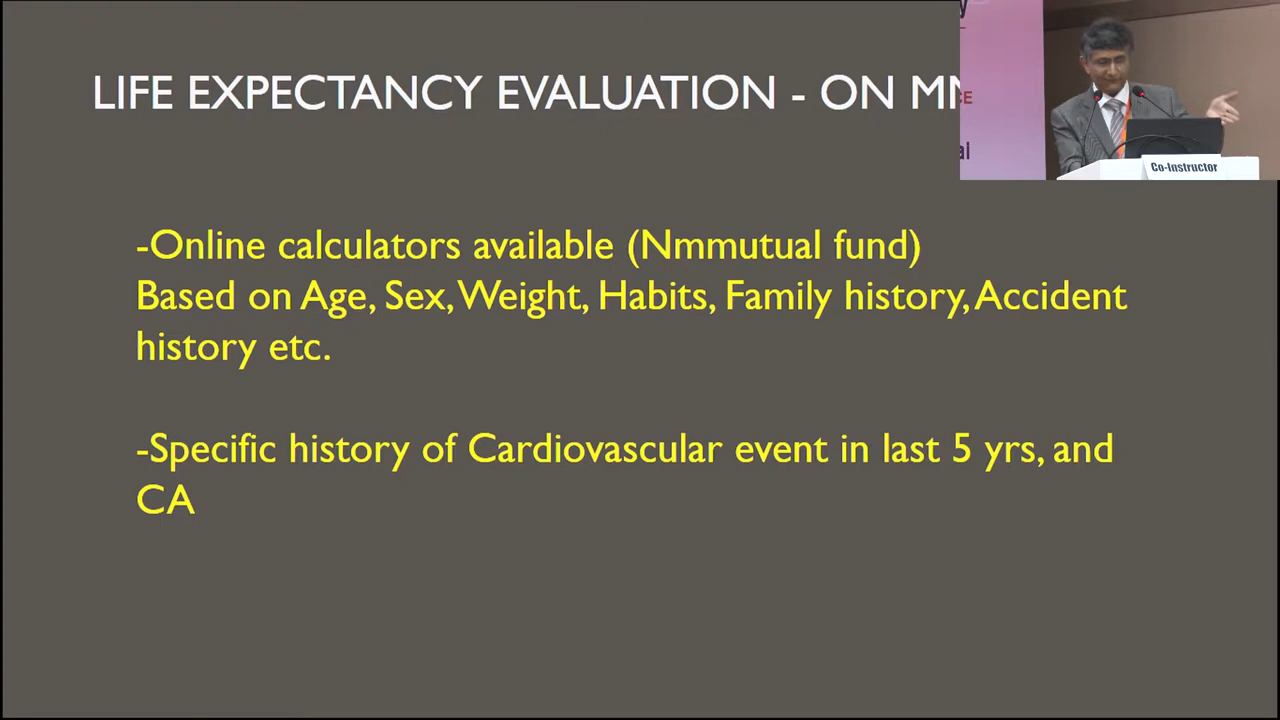 LIFE EXPECTANCY EVALUATION - ON
-Online calculators available (Nmmutual fund)
Based on Age, Sex, Weight, Habits, Family history, Accident
history etc.
-Specific history of Cardiovascular event in last 5 yrs, and
CA
Co-Instructor